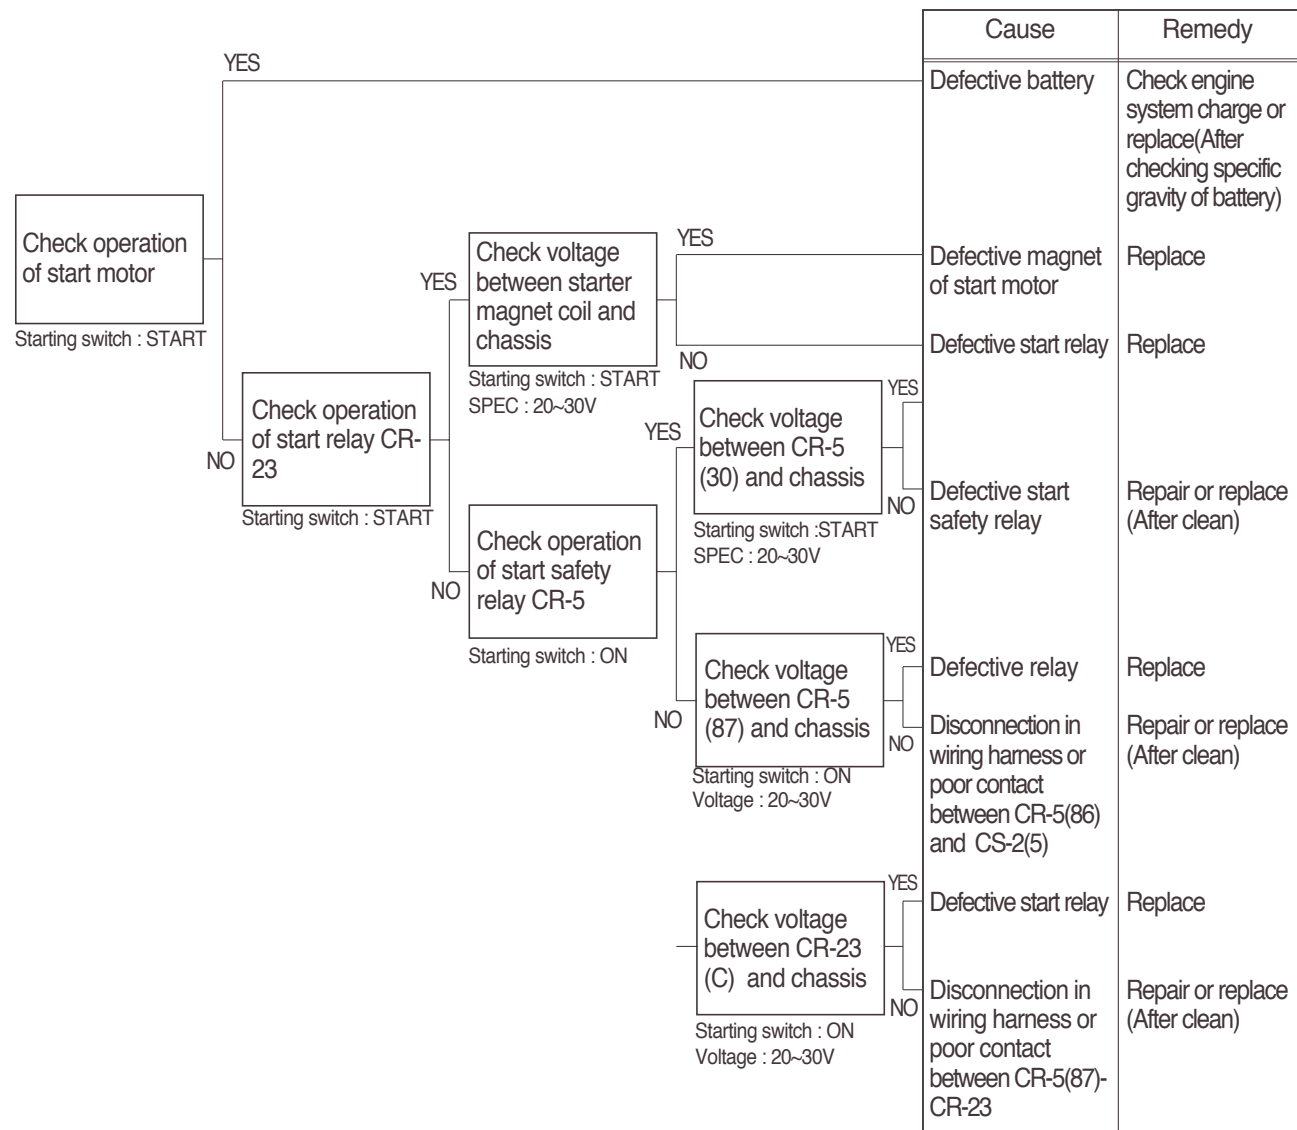 Cause
Remedy
YES
Defective battery
Check engine
system charge or
replace(After
checking specific
gravity of battery)
Check operation
of start motor
Starting switch : START
YES
Check voltage
between starter
magnet coil and
chassis
Starting switch : START
SPEC : 20~30V
YES
Defective magnet
of start motor
Replace
NO
Defective start relay
Replace
NO
Check operation
of start relay CR-
23
Starting switch : START
YES
Check voltage
between CR-5
(30) and chassis
Starting switch :START
SPEC : 20~30V
YES
NO
Defective start
safety relay
Repair or replace
(After clean)
NO
Check operation
of start safety
relay CR-5
Starting switch : ON
NO
Check voltage
between CR-5
(87) and chassis
Starting switch : ON
Voltage : 20~30V
YES
Defective relay
Replace
NO
Disconnection in
wiring harness or
poor contact
between CR-5(86)
and CS-2(5)
Repair or replace
(After clean)
Check voltage
between CR-23
(C) and chassis
Starting switch : ON
Voltage : 20~30V
YES
Defective start relay
Replace
NO
Disconnection in
wiring harness or
poor contact
between CR-5(87)-
CR-23
Repair or replace
(After clean)